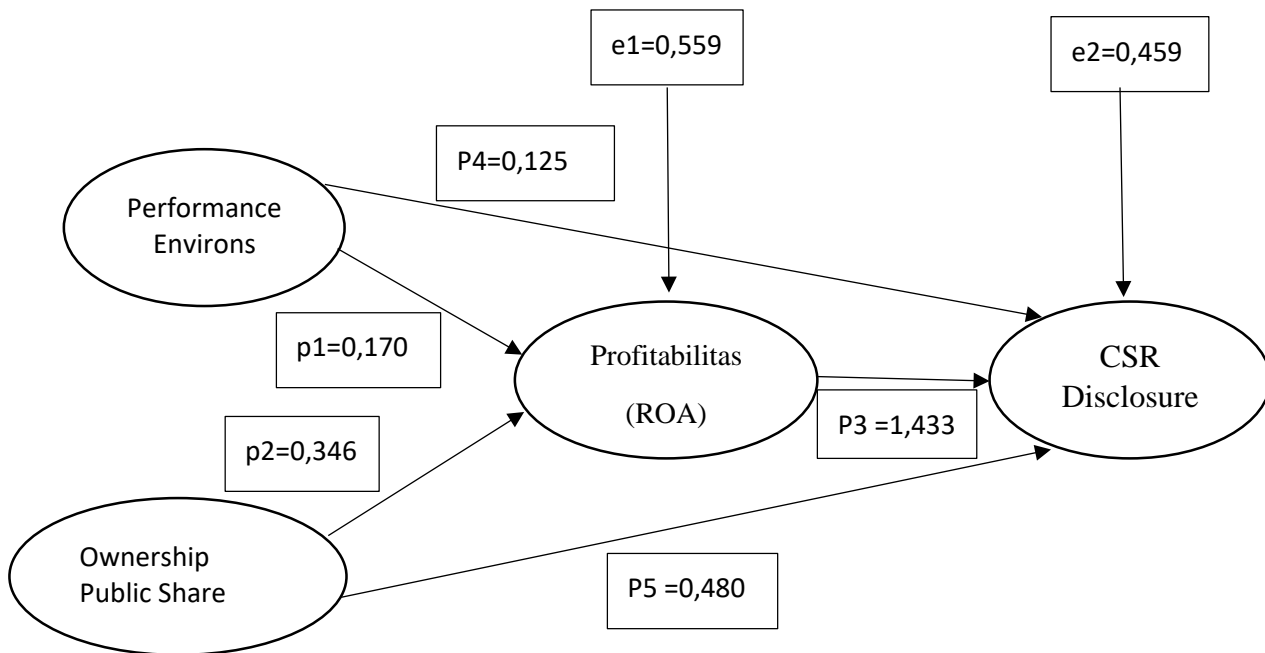 e1=0,559
e2=0,459
P4=0,125
Performance
Environs
p1=0,170
Profitabilitas
(ROA)
CSR
Disclosure
P3 =1,433
p2=0,346
Ownership
Public Share
P5 =0,480